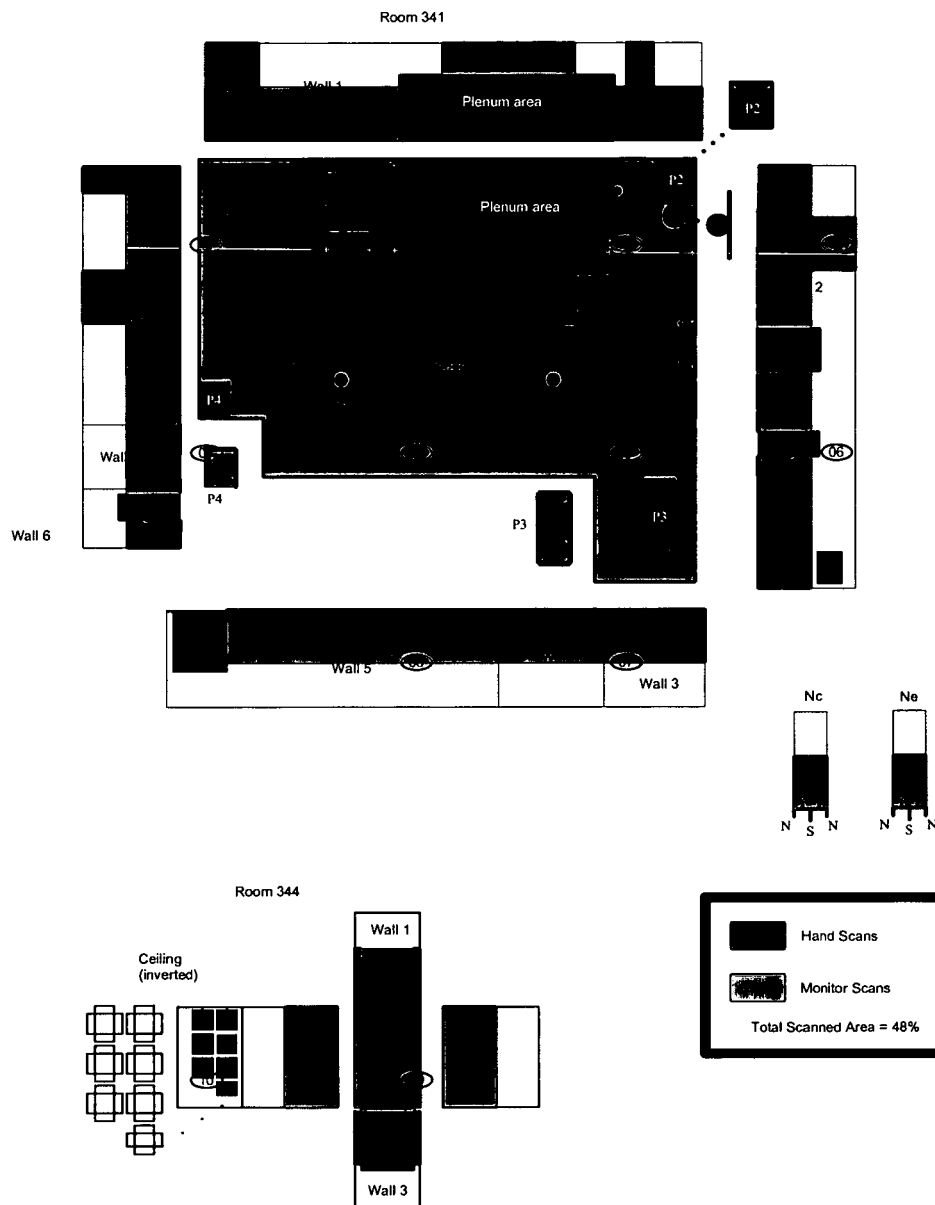 Room 341
Wall 1
Plenum area
P2
P2
Plenum area
2
P4
Wall
06
P4
P3
P3
Wall 6
Wall 5
Wall 3
Nc
Ne
N S N
N S N
Room 344
Wall 1
Ceiling
(inverted)
Hand Scans
Monitor Scans
Total Scanned Area = 48%
10
Wall 3